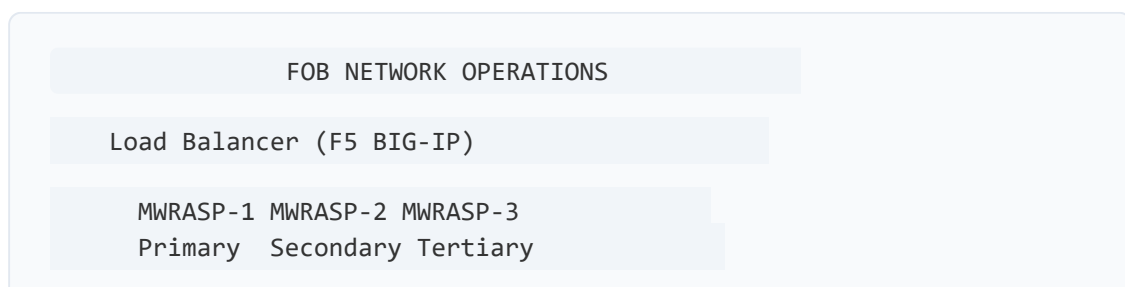 FOB NETWORK OPERATIONS
Load Balancer (F5 BIG-IP)
MWRASP-1 MWRASP-2 MWRASP-3
Primary  Secondary Tertiary